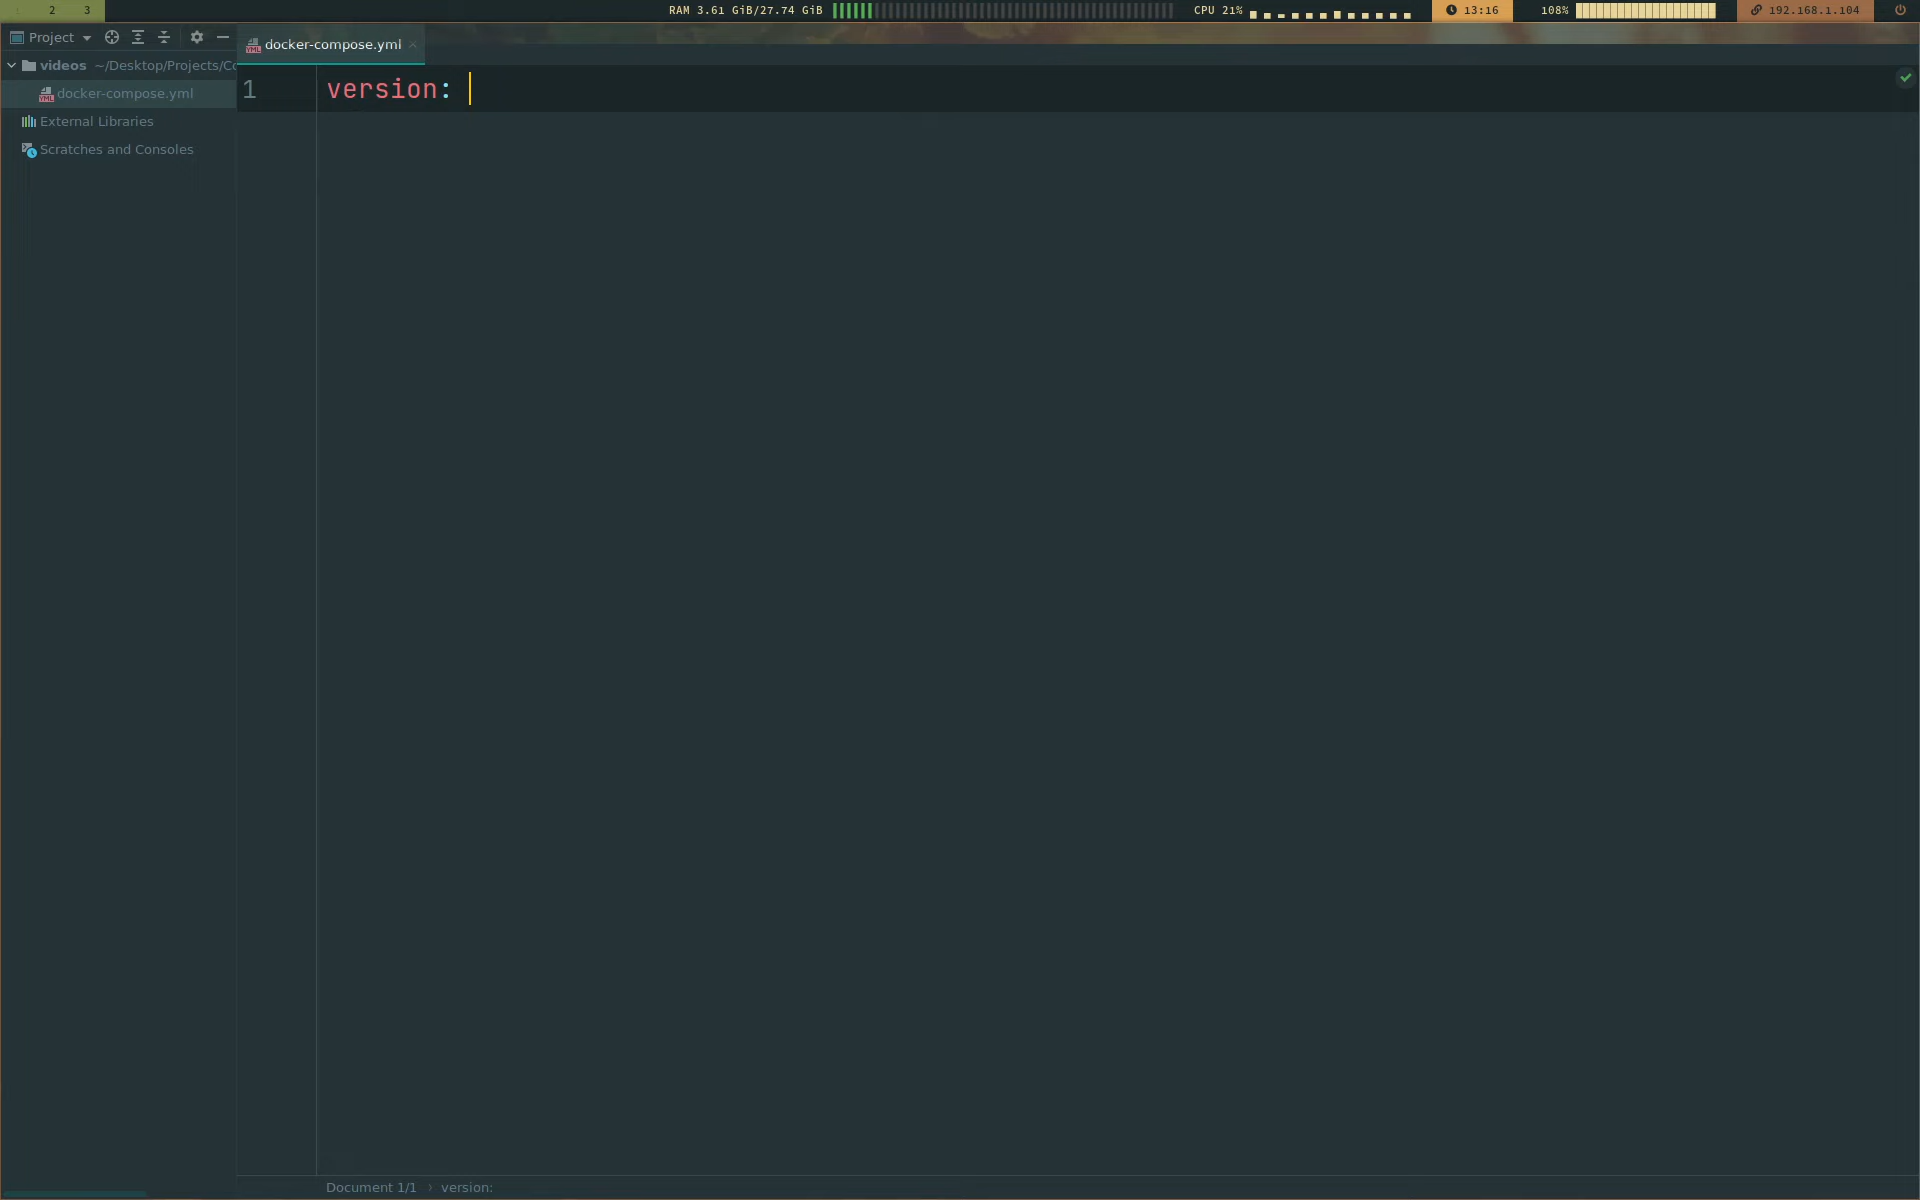 1 2 3 RAM 3.61 GiB/27.74 GiB CPU 21% 13:16 108% 192.168.1.104
Project
docker-compose.yml
videos ~/Desktop/Projects/Co
docker-compose.yml
External Libraries
Scratches and Consoles
1 version:
Document 1/1 › version: